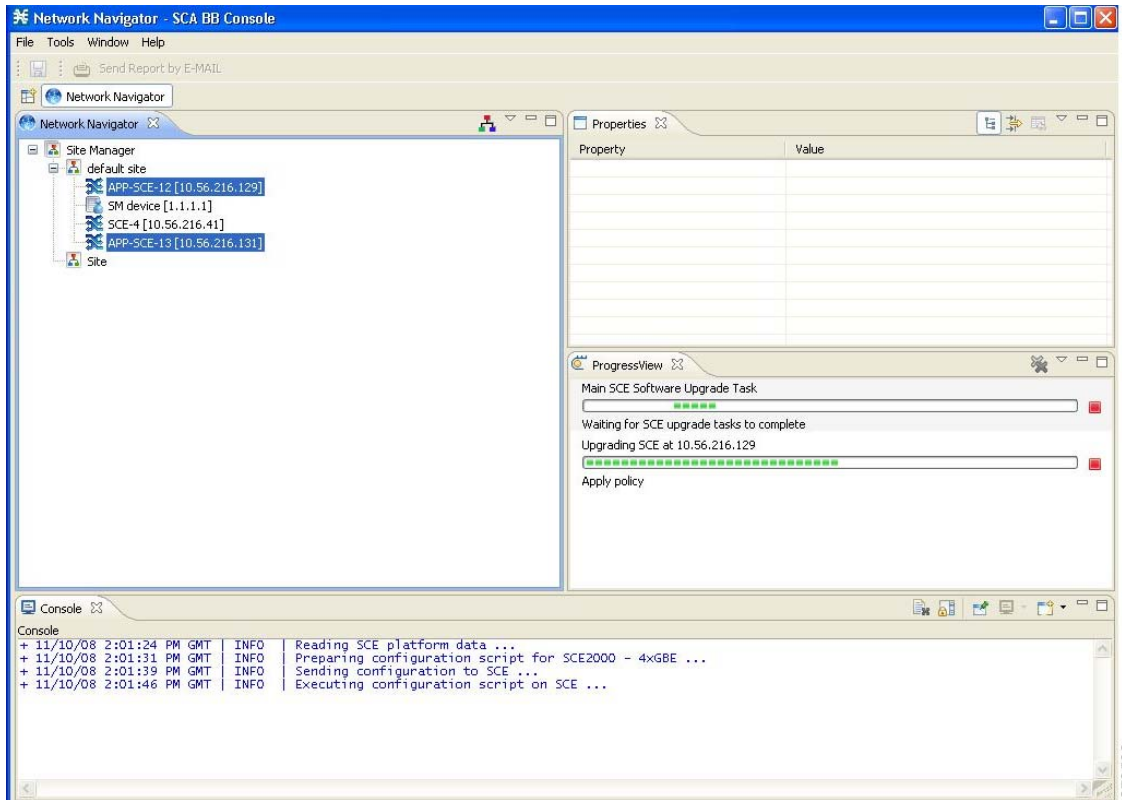 Network Navigator - SCA BB Console
File Tools Window Help
Send Report by E-MAIL
Network Navigator
Network Navigator
Site Manager
default site
APP-SCE-12 [10.56.216.129]
SM device [1.1.1.1]
SCE-4 [10.56.216.41]
APP-SCE-13 [10.56.216.131]
Site
Properties
Property Value
ProgressView
Main SCE Software Upgrade Task
Waiting for SCE upgrade tasks to complete
Upgrading SCE at 10.56.216.129
Apply policy
Console
Console
+ 11/10/08 2:01:24 PM GMT | INFO | Reading SCE platform data ...
+ 11/10/08 2:01:31 PM GMT | INFO | Preparing configuration script for SCE2000 - 4xGBE ...
+ 11/10/08 2:01:39 PM GMT | INFO | Sending configuration to SCE ...
+ 11/10/08 2:01:46 PM GMT | INFO | Executing configuration script on SCE ...